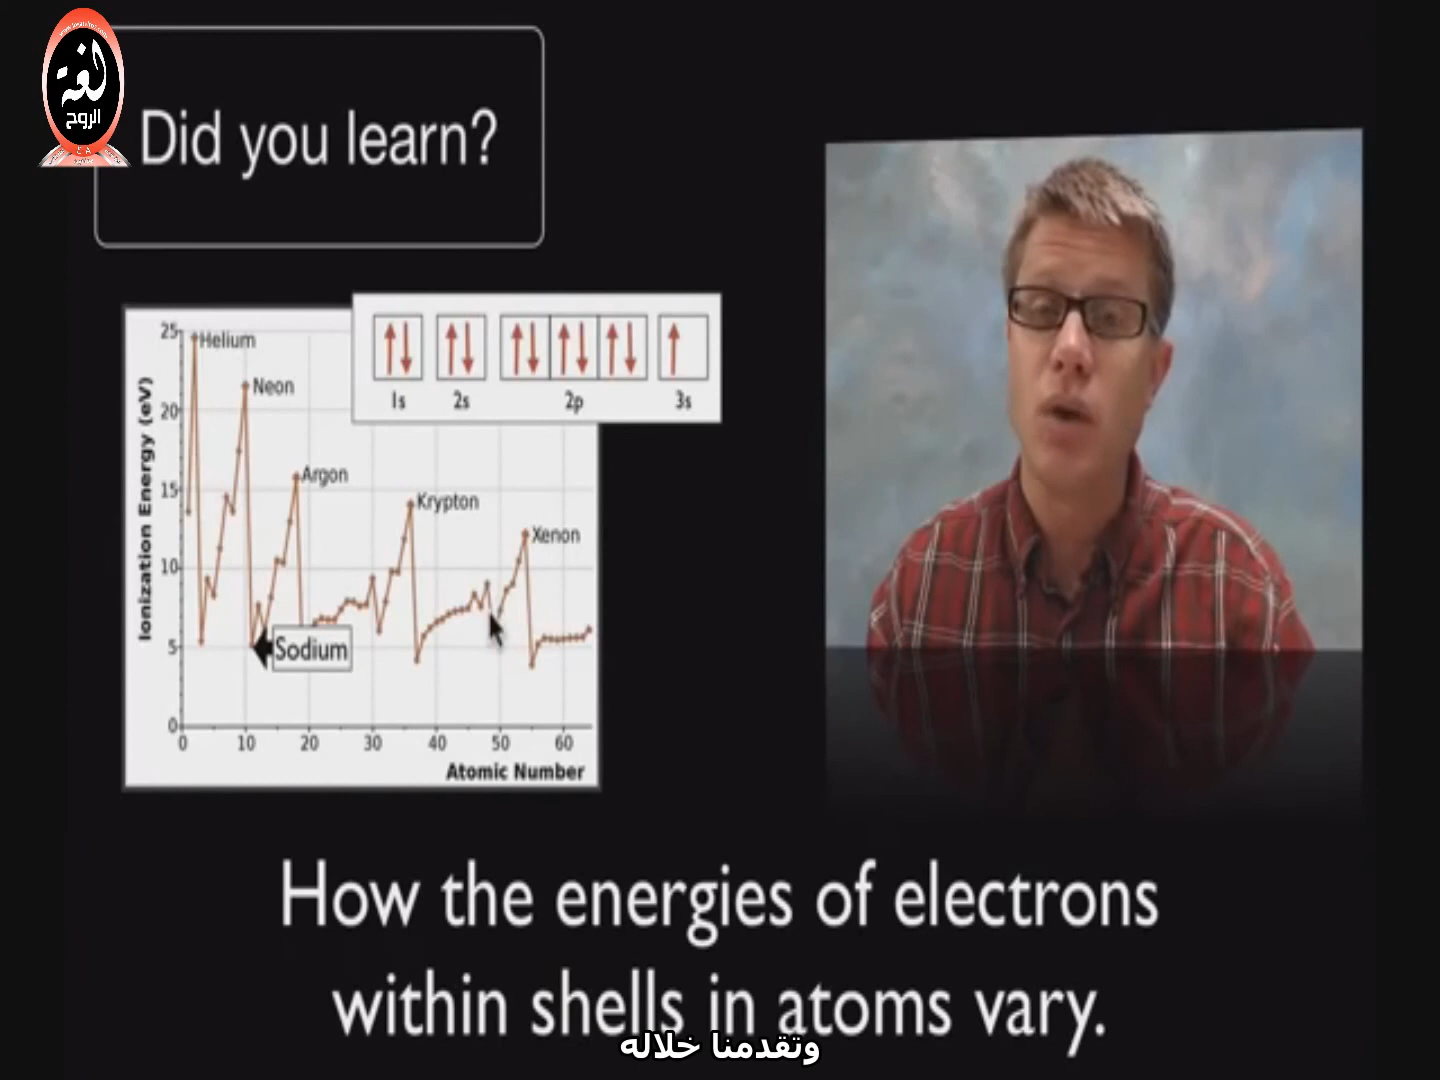 لغة
الروح
Did you learn?
1s 2s 2p 3s
Ionization Energy (eV)
25
20
15
10
5
0
Helium
Neon
Argon
Krypton
Xenon
Sodium
0 10 20 30 40 50 60
Atomic Number
How the energies of electrons
within shells in atoms vary.
وتقدمنا خلاله